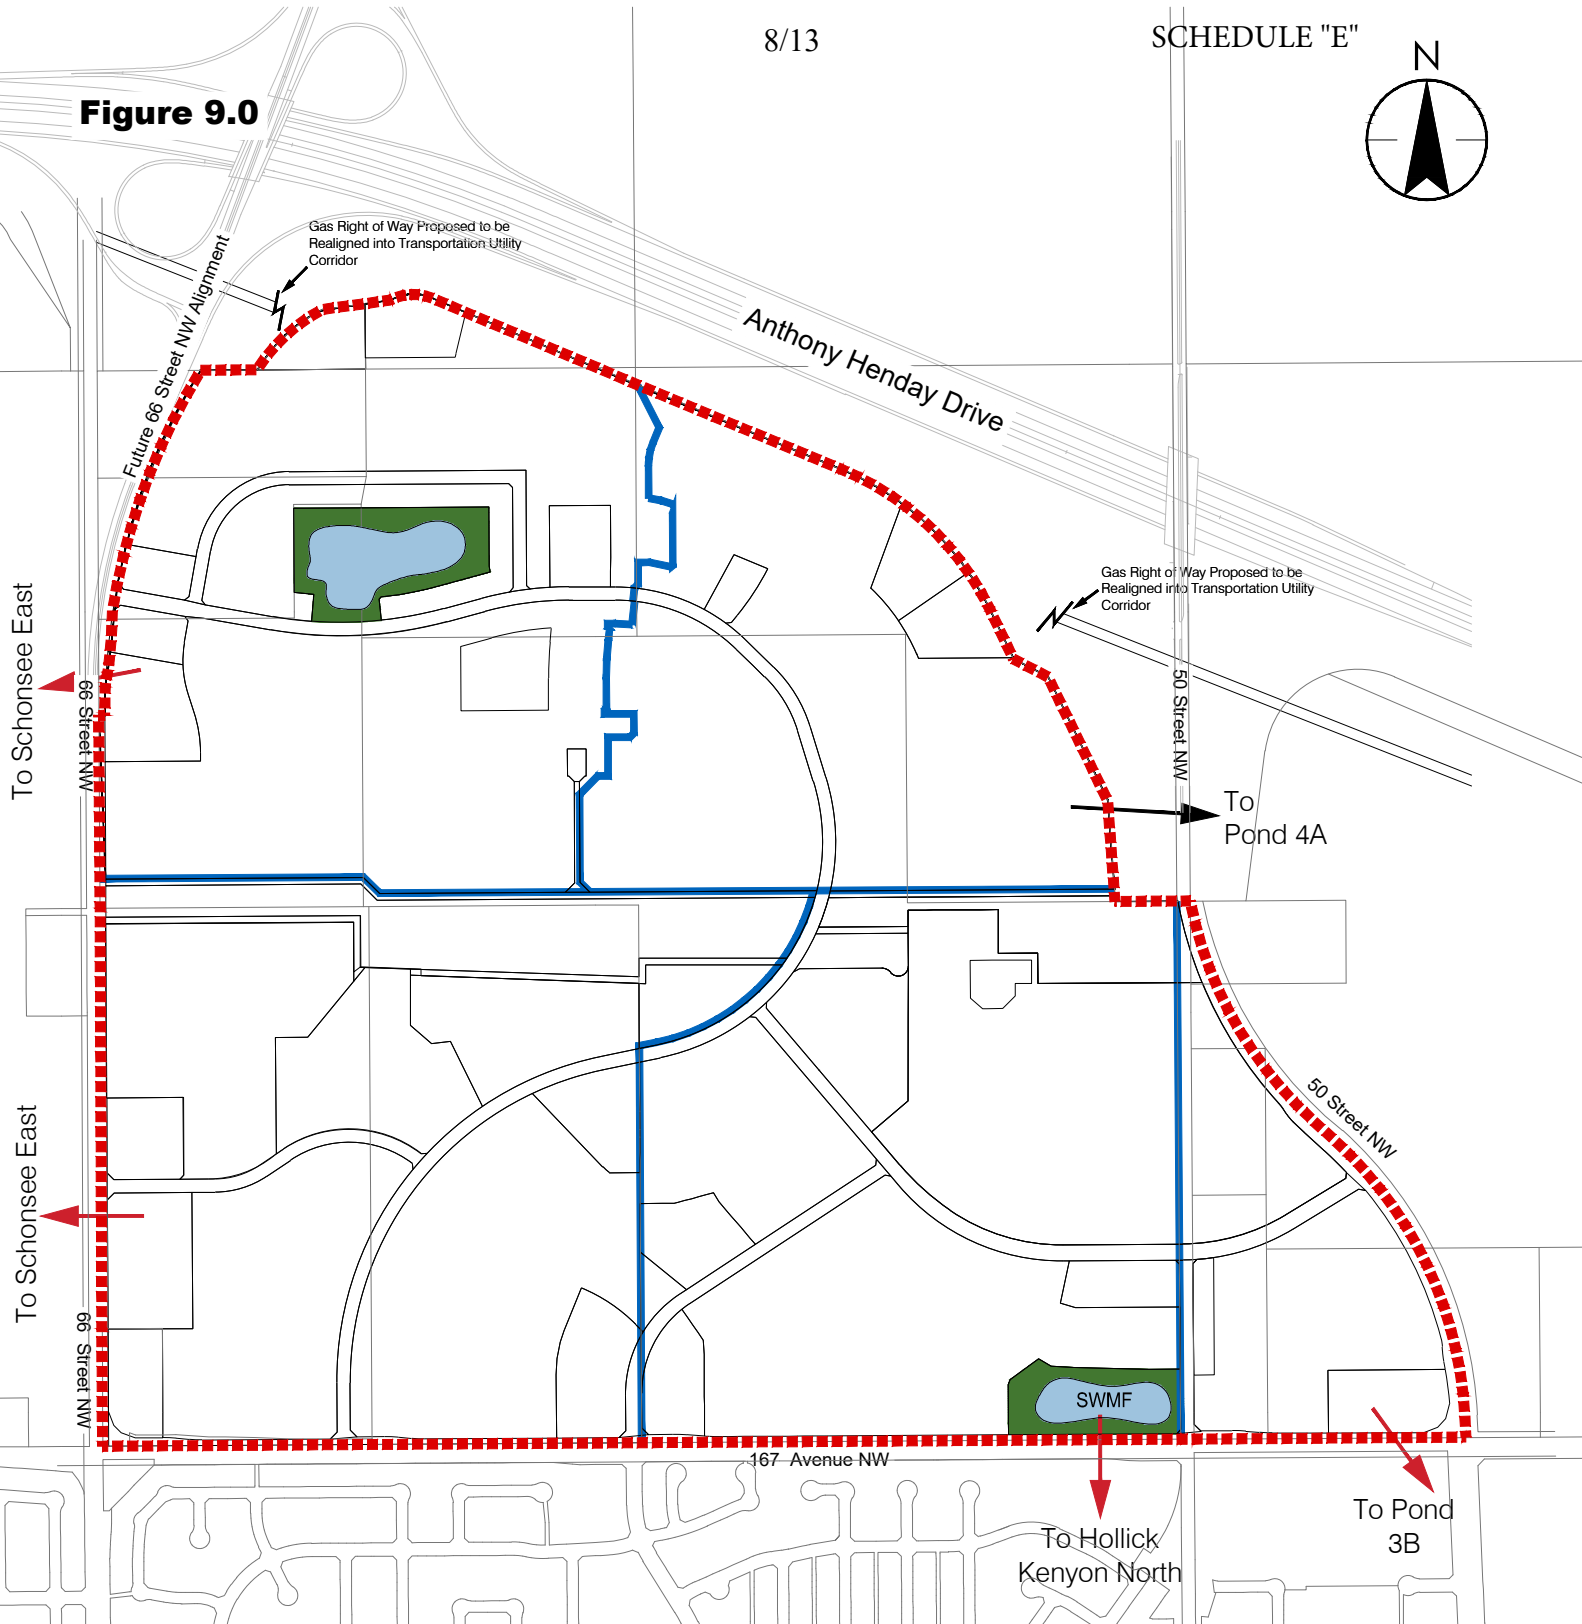 8/13
SCHEDULE "E"
N
Figure 9.0
Gas Right of Way Proposed to be
Realigned into Transportation Utility
Corridor
Future 66 Street NW Alignment
Anthony Henday Drive
Gas Right of Way Proposed to be
Realigned into Transportation Utility
Corridor
To Schonsee East
66 Street NW
50 Street NW
To
Pond 4A
50 Street NW
To Schonsee East
66 Street NW
SWMF
167 Avenue NW
To Pond
3B
To Hollick
Kenyon North